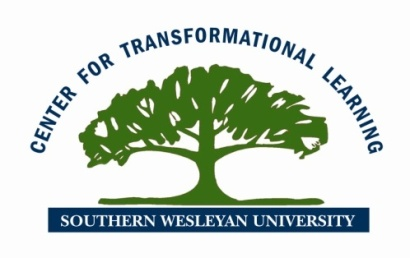 CENTER FOR TRANSFORMATIONAL LEARNING
SOUTHERN WESLEYAN UNIVERSITY